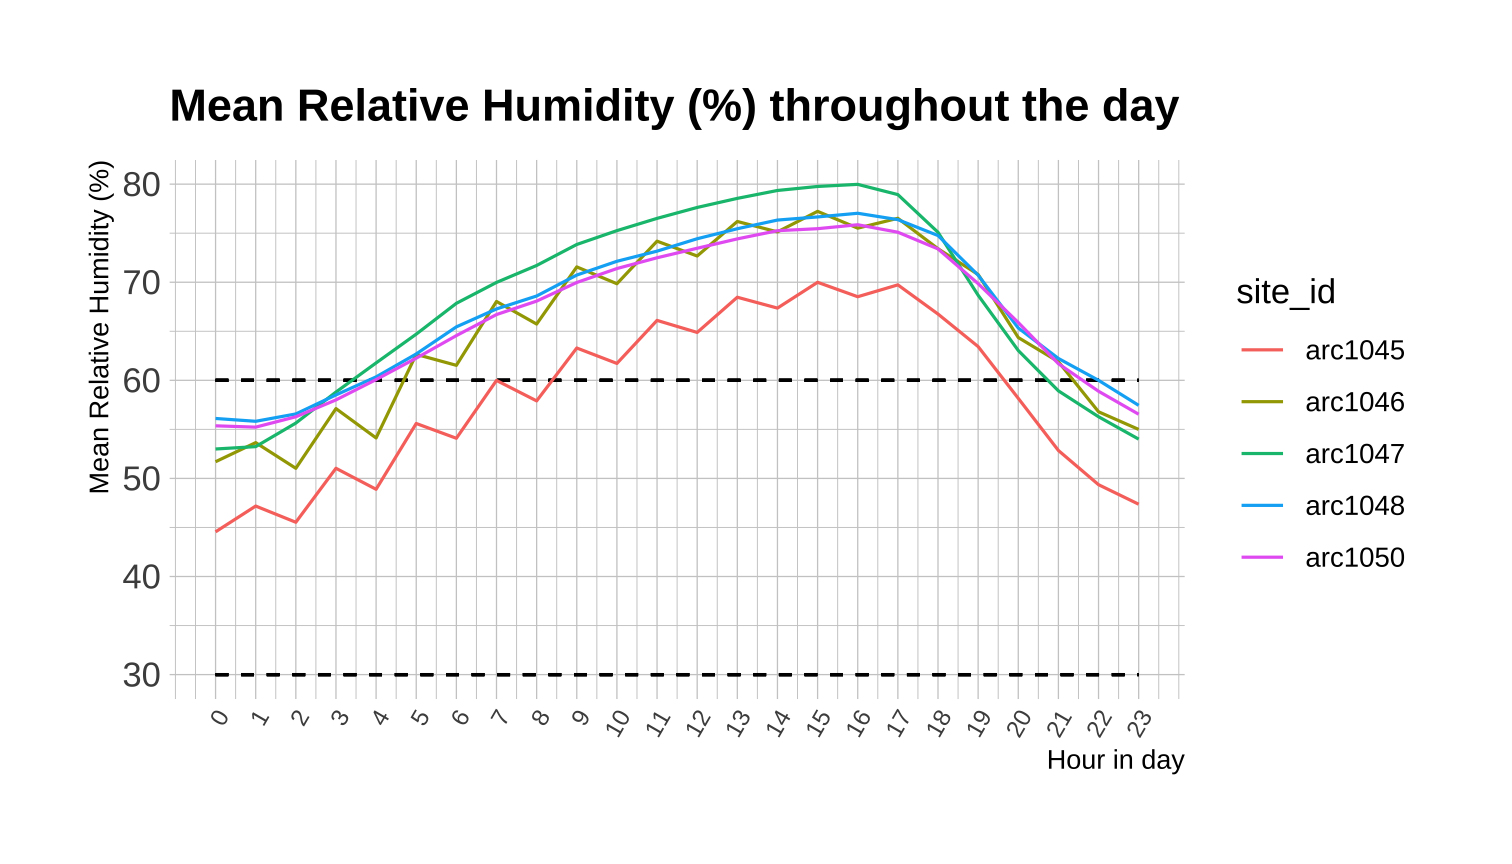 Mean Relative Humidity (%) throughout the day
Mean Relative Humidity (%)
80
70
60
50
40
30
0 1 2 3 4 5 6 7 8 9 10 11 12 13 14 15 16 17 18 19 20 21 22 23
Hour in day
site_id
arc1045
arc1046
arc1047
arc1048
arc1050